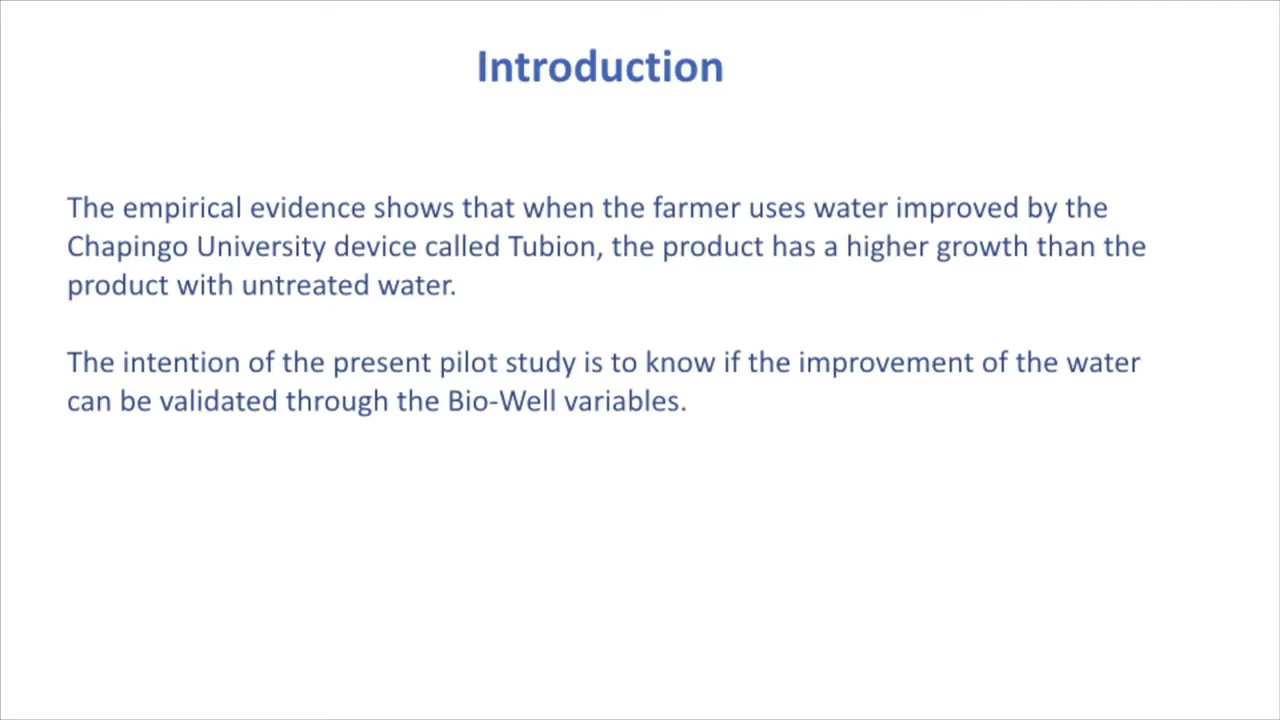 Introduction
The empirical evidence shows that when the farmer uses water improved by the
Chapingo University device called Tubion, the product has a higher growth than the
product with untreated water.
The intention of the present pilot study is to know if the improvement of the water
can be validated through the Bio-Well variables.